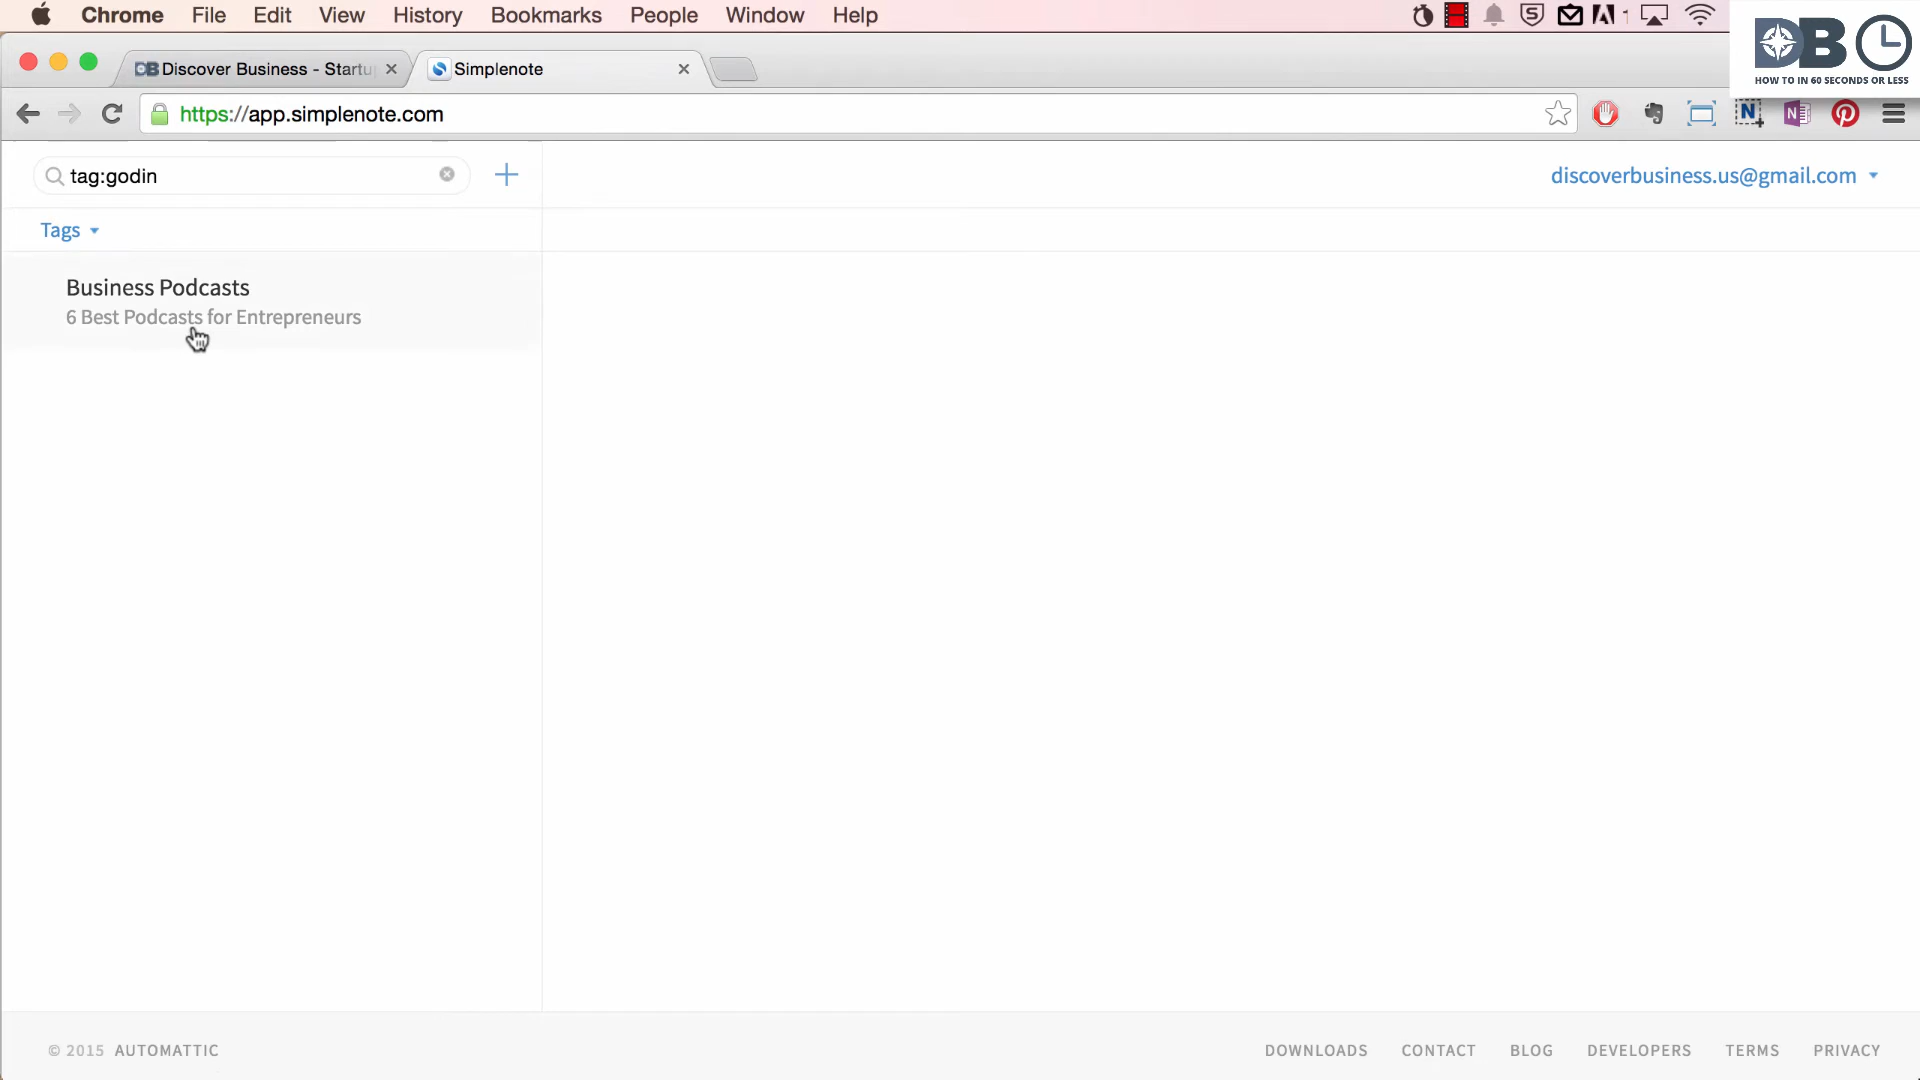 Chrome File Edit View History Bookmarks People Window Help
DB
HOW TO IN 60 SECONDS OR LESS
DB Discover Business - Startu
Simplenote
https://app.simplenote.com
tag:godin
discoverbusiness.us@gmail.com
Tags
Business Podcasts
6 Best Podcasts for Entrepreneurs
© 2015 AUTOMATTIC
DOWNLOADS CONTACT BLOG DEVELOPERS TERMS PRIVACY